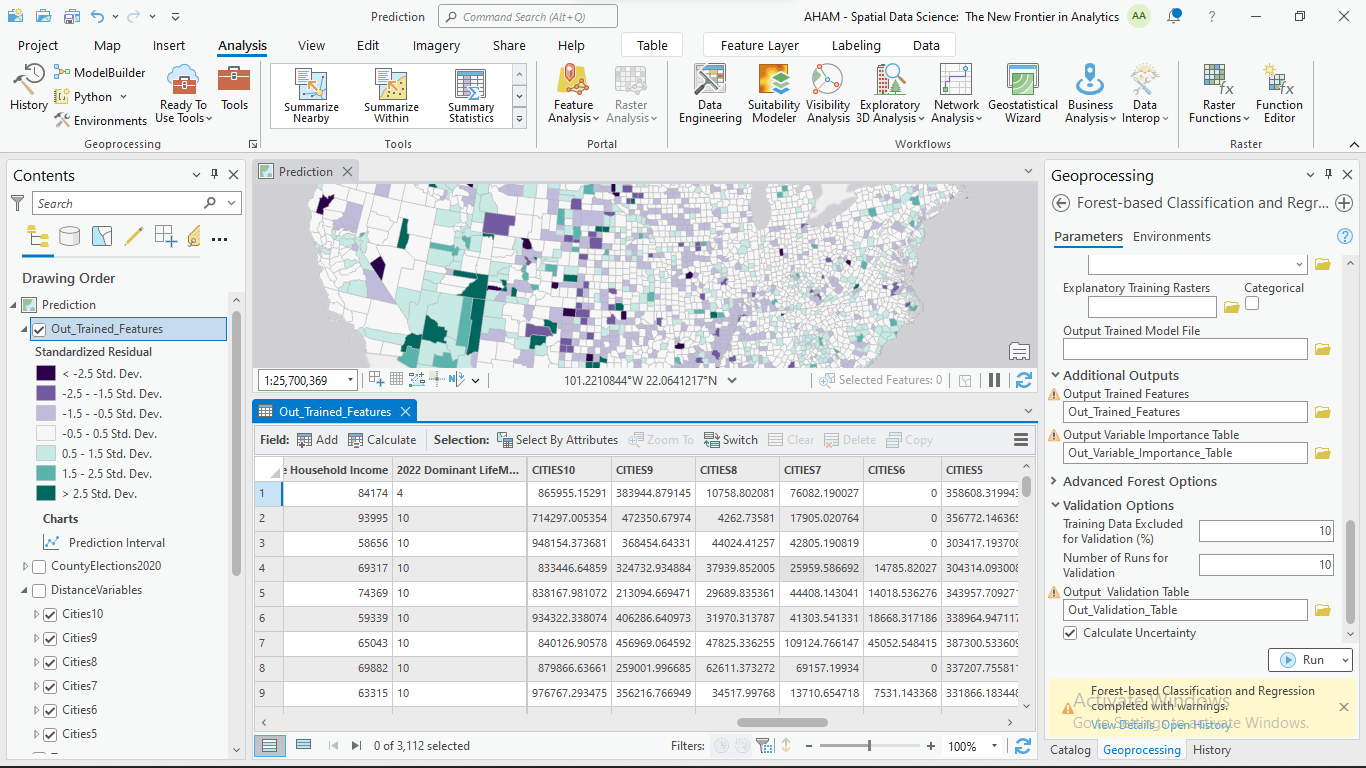 Prediction
Command Search (Alt+Q)
AHAM - Spatial Data Science: The New Frontier in Analytics
AA
?
Project
Map
Insert
Analysis
View
Edit
Imagery
Share
Help
Table
Feature Layer
Labeling
Data
History
ModelBuilder
Python
Environments
Ready To
Use Tools
Tools
Geoprocessing
Summarize
Nearby
Summarize
Within
Summary
Statistics
Tools
Feature
Analysis
Raster
Analysis
Portal
Data
Engineering
Suitability
Modeler
Visibility
Analysis
Exploratory
3D Analysis
Network
Analysis
Geostatistical
Wizard
Business
Analysis
Data
Interop
Workflows
Raster
Functions
Function
Editor
Raster
Contents
Search
Drawing Order
Prediction
Out_Trained_Features
Standardized Residual
< -2.5 Std. Dev.
-2.5 - -1.5 Std. Dev.
-1.5 - -0.5 Std. Dev.
-0.5 - 0.5 Std. Dev.
0.5 - 1.5 Std. Dev.
1.5 - 2.5 Std. Dev.
> 2.5 Std. Dev.
Charts
Prediction Interval
CountyElections2020
DistanceVariables
Cities10
Cities9
Cities8
Cities7
Cities6
Cities5
Prediction
1:25,700,369
101.2210844°W 22.0641217°N
Selected Features: 0
Out_Trained_Features
Field: Add Calculate Selection: Select By Attributes Zoom To Switch Clear Delete Copy
e Household Income 2022 Dominant LifeM... CITIES10 CITIES9 CITIES8 CITIES7 CITIES6 CITIES5
1 84174 4 865955.15291 383944.879145 10758.802081 76082.190027 0 358608.319943
2 93995 10 714297.005354 472350.67974 4262.73581 17905.020764 0 356772.146365
3 58656 10 948154.373681 368454.64331 44024.41257 42805.190819 0 303417.193708
4 69317 10 833446.64859 324732.934884 37939.852005 25959.586692 14785.82027 304314.093008
5 74369 10 838167.981072 213094.669471 29689.835361 44408.143041 14018.536276 343957.709271
6 59339 10 934322.338074 406286.640973 31970.313787 41303.541331 18668.317186 338964.947117
7 65043 10 840126.90578 456969.064592 47825.336255 109124.766147 45052.548415 387300.533609
8 69882 10 879866.63661 259001.996685 62611.373272 69157.19934 0 337207.755811
9 63315 10 976767.293475 356216.766949 34517.99768 13710.654718 7531.143368 331866.183448
0 of 3,112 selected
Filters:
100%
Geoprocessing
Forest-based Classification and Regr...
Parameters Environments
Explanatory Training Rasters
Categorical
Output Trained Model File
Additional Outputs
Output Trained Features
Out_Trained_Features
Output Variable Importance Table
Out_Variable_Importance_Table
Advanced Forest Options
Validation Options
Training Data Excluded
for Validation (%)
10
Number of Runs for
Validation
10
Output Validation Table
Out_Validation_Table
Calculate Uncertainty
Run
Forest-based Classification and Regression
completed with warnings.
View Details Open History
Activate Windows
Go to Settings to activate Windows.
Catalog Geoprocessing History